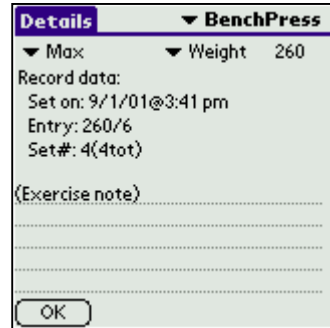 Details ▼ BenchPress
▼ Max ▼ Weight 260
Record data:
Set on: 9/1/01@3:41 pm
Entry: 260/6
Set#: 4(4tot)
(Exercise note)
OK